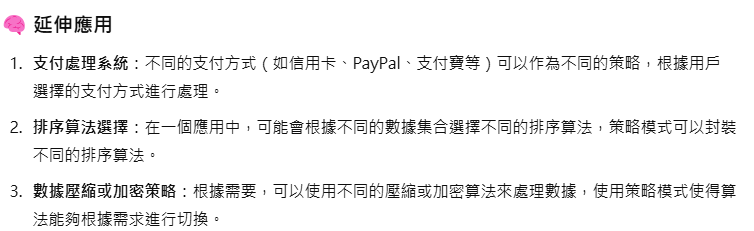 🧠 延伸應用
1. 支付處理系統：不同的支付方式（如信用卡、PayPal、支付寶等）可以作為不同的策略，根據用戶
選擇的支付方式進行處理。
2. 排序算法選擇：在一個應用中，可能會根據不同的數據集合選擇不同的排序算法，策略模式可以封裝
不同的排序算法。
3. 數據壓縮或加密策略：根據需要，可以使用不同的壓縮或加密算法來處理數據，使用策略模式使得算
法能夠根據需求進行切換。